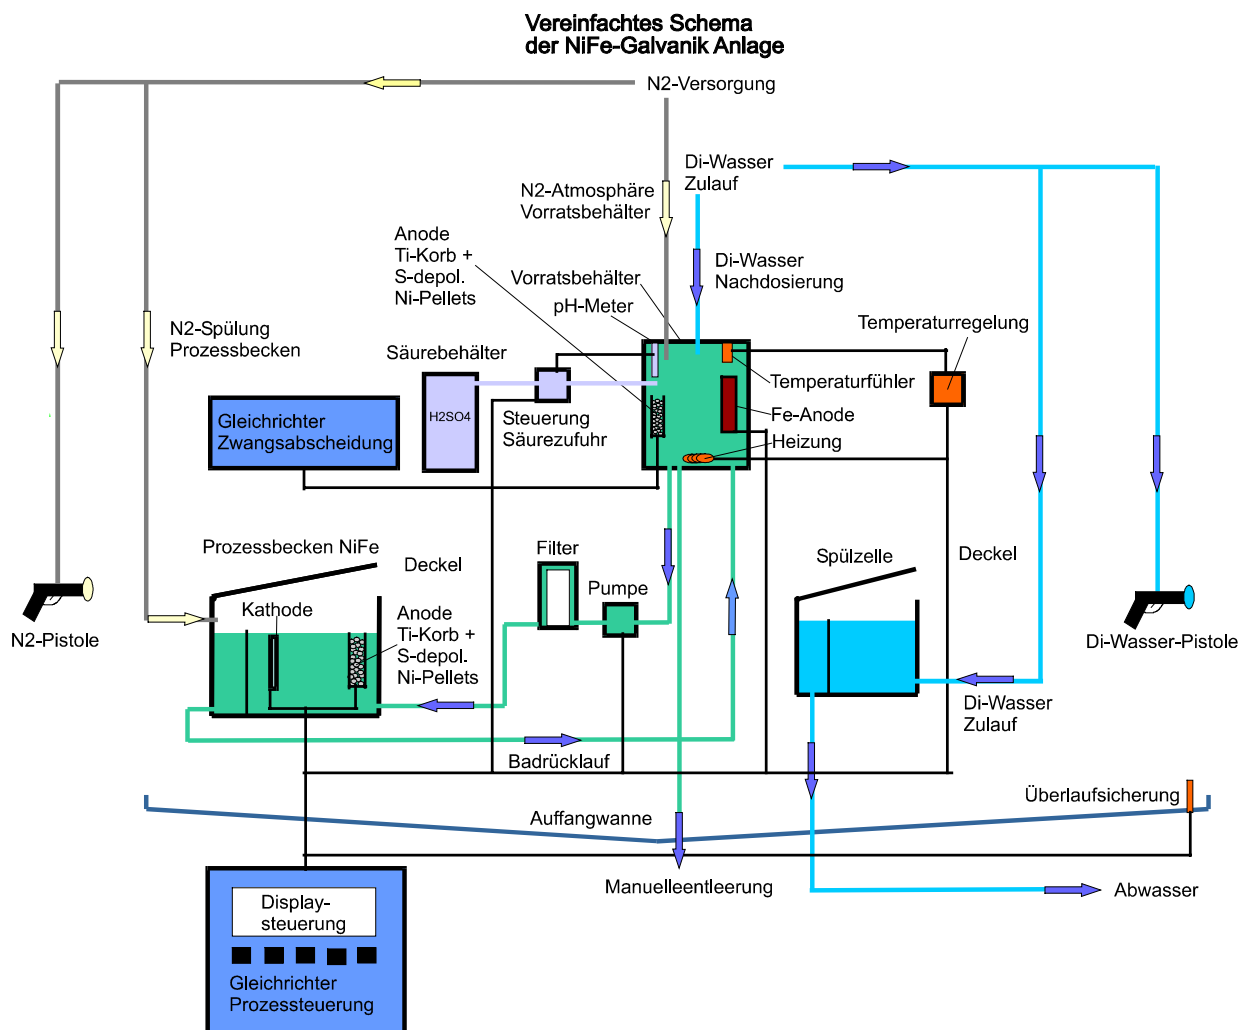 Vereinfachtes Schema
der NiFe-Galvanik Anlage
N2-Versorgung
Di-Wasser
Zulauf
N2-Atmosphäre
Vorratsbehälter
Anode
Ti-Korb +
S-depol.
Ni-Pellets
Vorratsbehälter
pH-Meter
Di-Wasser
Nachdosierung
N2-Spülung
Prozessbecken
Säurebehälter
Temperaturregelung
Temperaturfühler
H2SO4
Gleichrichter
Zwangsabscheidung
Steuerung
Säurezufuhr
Fe-Anode
Heizung
Prozessbecken NiFe
Deckel
Filter
Pumpe
Spülzelle
Deckel
N2-Pistole
Kathode
Anode
Ti-Korb +
S-depol.
Ni-Pellets
Di-Wasser-Pistole
Di-Wasser
Zulauf
Badrücklauf
Überlaufsicherung
Auffangwanne
Manuelleentleerung
Abwasser
Display-
steuerung
Gleichrichter
Prozessteuerung